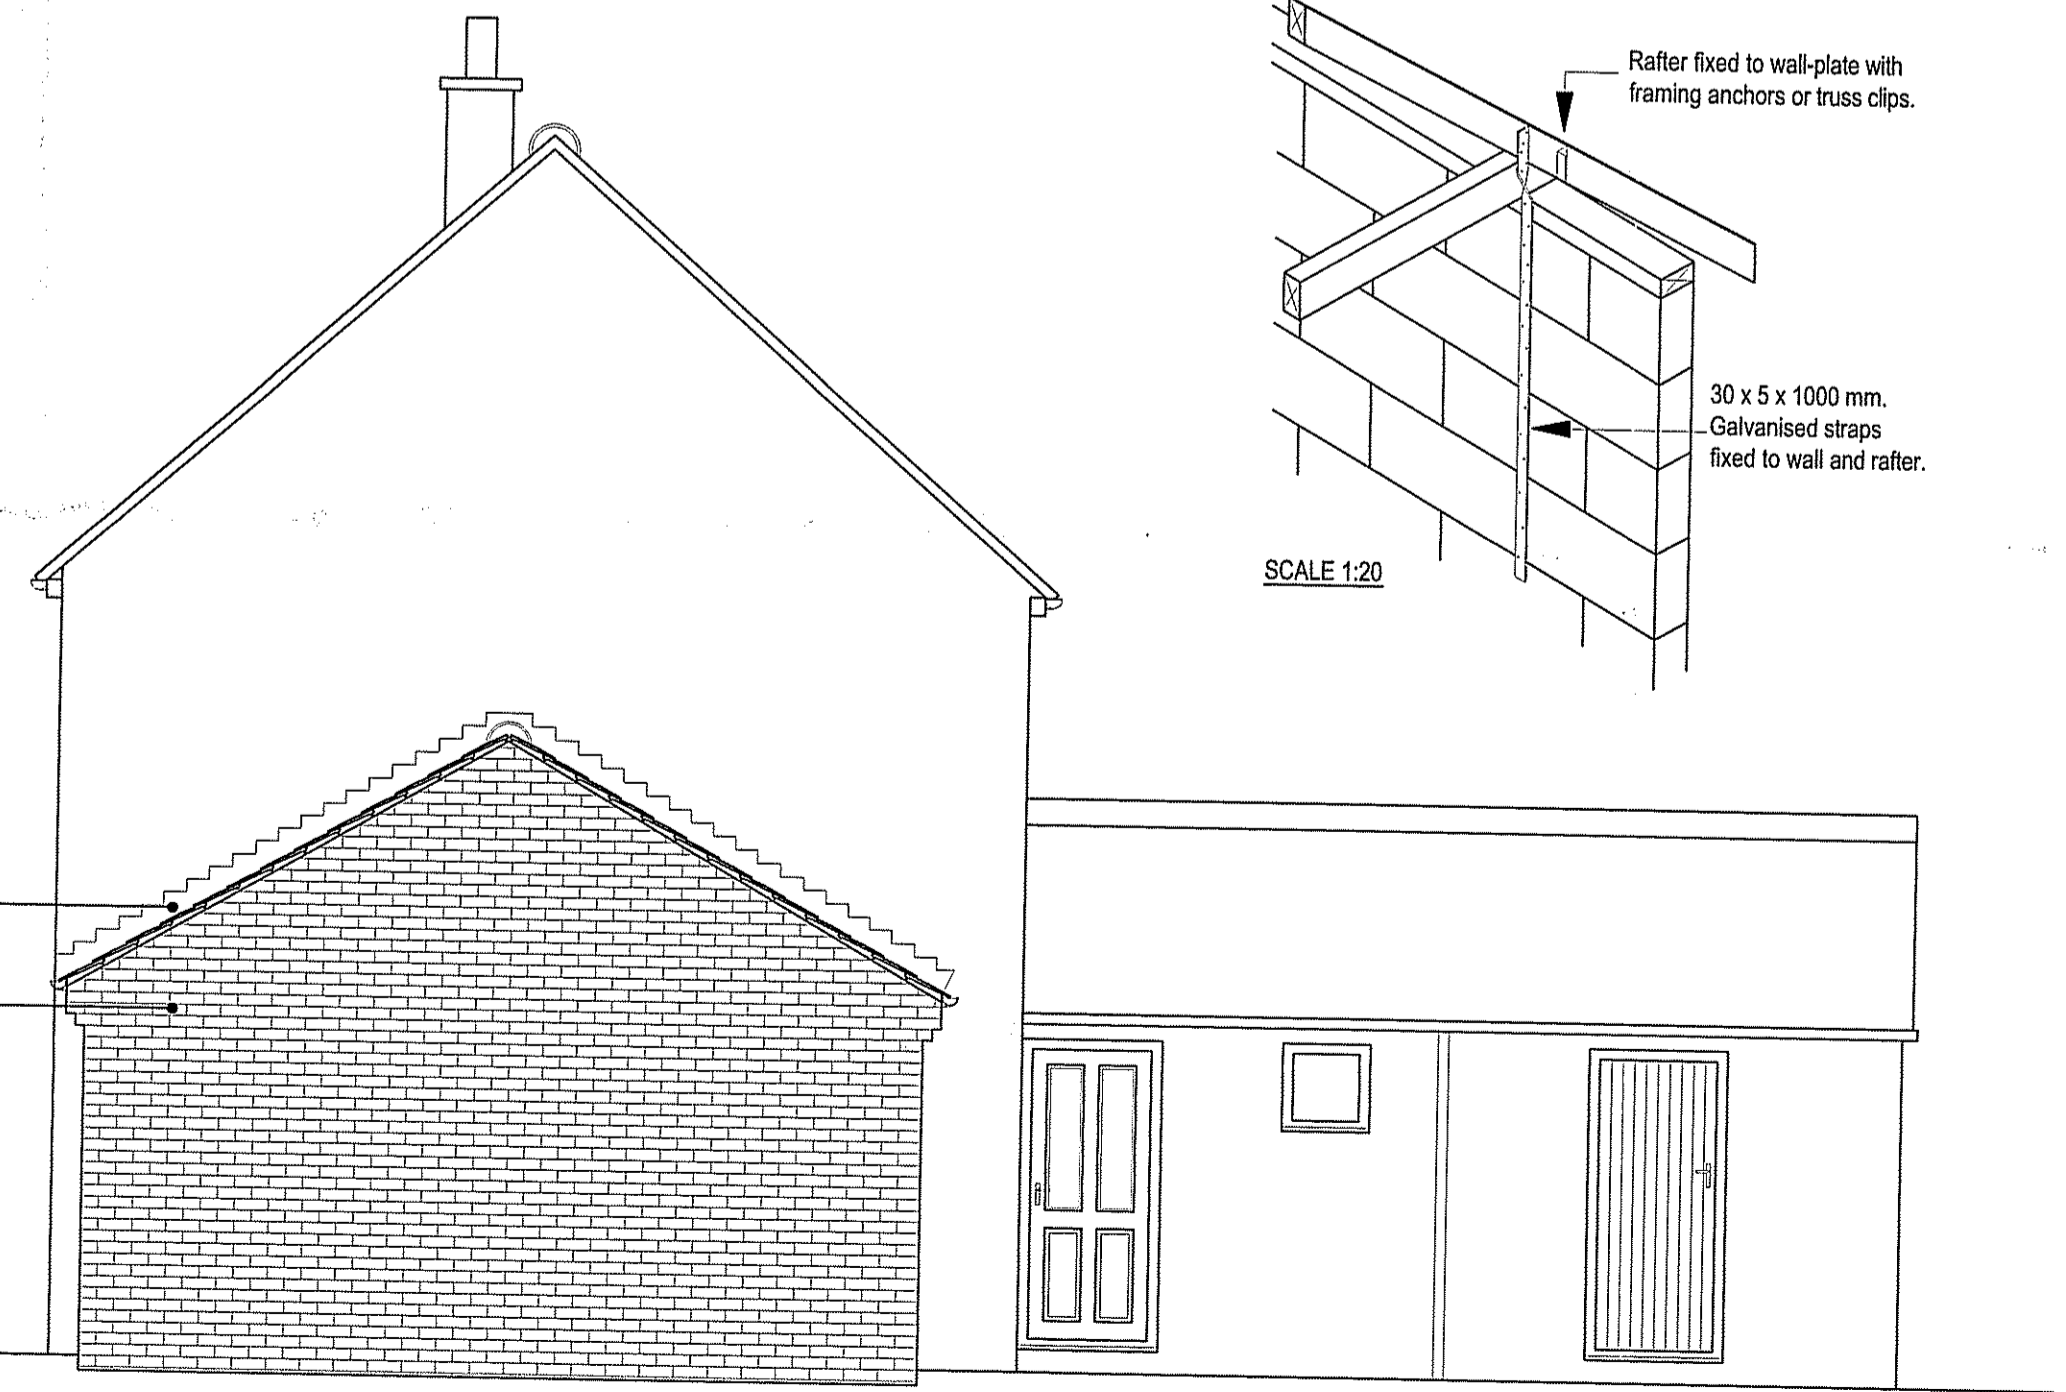 Rafter fixed to wall-plate with
framing anchors or truss clips.
30 x 5 x 1000 mm.
Galvanised straps
fixed to wall and rafter.
SCALE 1:20